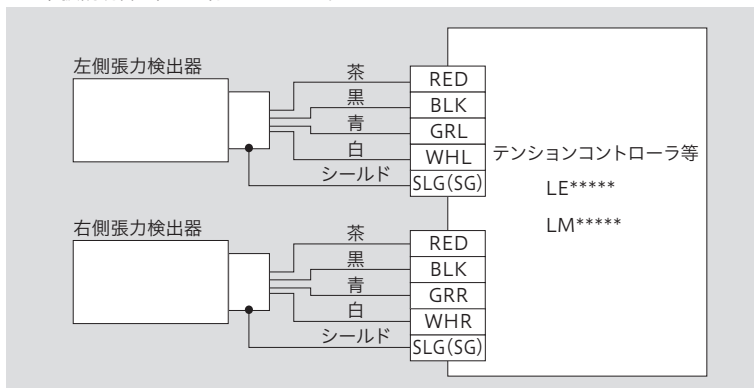 左側張力検出器
茶 RED
黒 BLK
青 GRL
白 WHL
シールド SLG(SG)
テンションコントローラ等
LE*****
LM*****
右側張力検出器
茶 RED
黒 BLK
青 GRR
白 WHR
シールド SLG(SG)